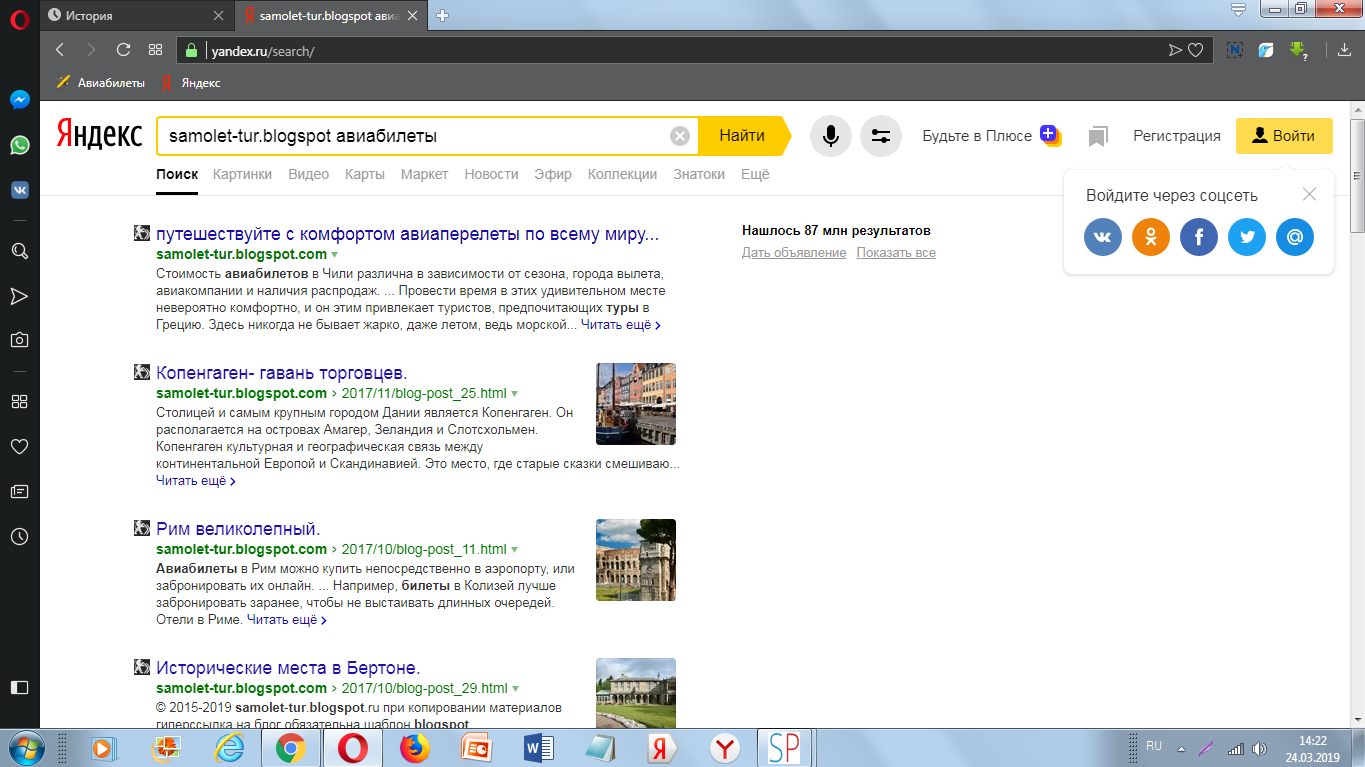 История
samolet-tur.blogspot ави
yandex.ru/search/
Авиабилеты
Яндекс
Яндекс
samolet-tur.blogspot авиабилеты
Найти
Будьте в Плюсе
Регистрация
Войти
Поиск Картинки Видео Карты Маркет Новости Эфир Коллекции Знатоки Ещё
Войдите через соцсеть
путешествуйте с комфортом авиаперелеты по всему миру...
samolet-tur.blogspot.com
Стоимость авиабилетов в Чили различна в зависимости от сезона, города вылета,
авиакомпании и наличия распродаж. ... Провести время в этих удивительном месте
невероятно комфортно, и он этим привлекает туристов, предпочитающих туры в
Грецию. Здесь никогда не бывает жарко, даже летом, ведь морской... Читать ещё >
Нашлось 87 млн результатов
Дать объявление Показать все
Копенгаген- гавань торговцев.
samolet-tur.blogspot.com › 2017/11/blog-post_25.html
Столицей и самым крупным городом Дании является Копенгаген. Он
располагается на островах Амагер, Зеландия и Слотсхольмен.
Копенгаген культурная и географическая связь между
континентальной Европой и Скандинавией. Это место, где старые сказки смешиваю...
Читать ещё >
Рим великолепный.
samolet-tur.blogspot.com › 2017/10/blog-post_11.html
Авиабилеты в Рим можно купить непосредственно в аэропорту, или
забронировать их онлайн. ... Например, билеты в Колизей лучше
забронировать заранее, чтобы не выстаивать длинных очередей.
Отели в Риме. Читать ещё >
Исторические места в Бертоне.
samolet-tur.blogspot.com › 2017/10/blog-post_29.html
© 2015-2019 samolet-tur.blogspot.ru при копировании материалов
гиперссылка на блог обязательна шаблон blogspot
RU
14:22
24.03.2019